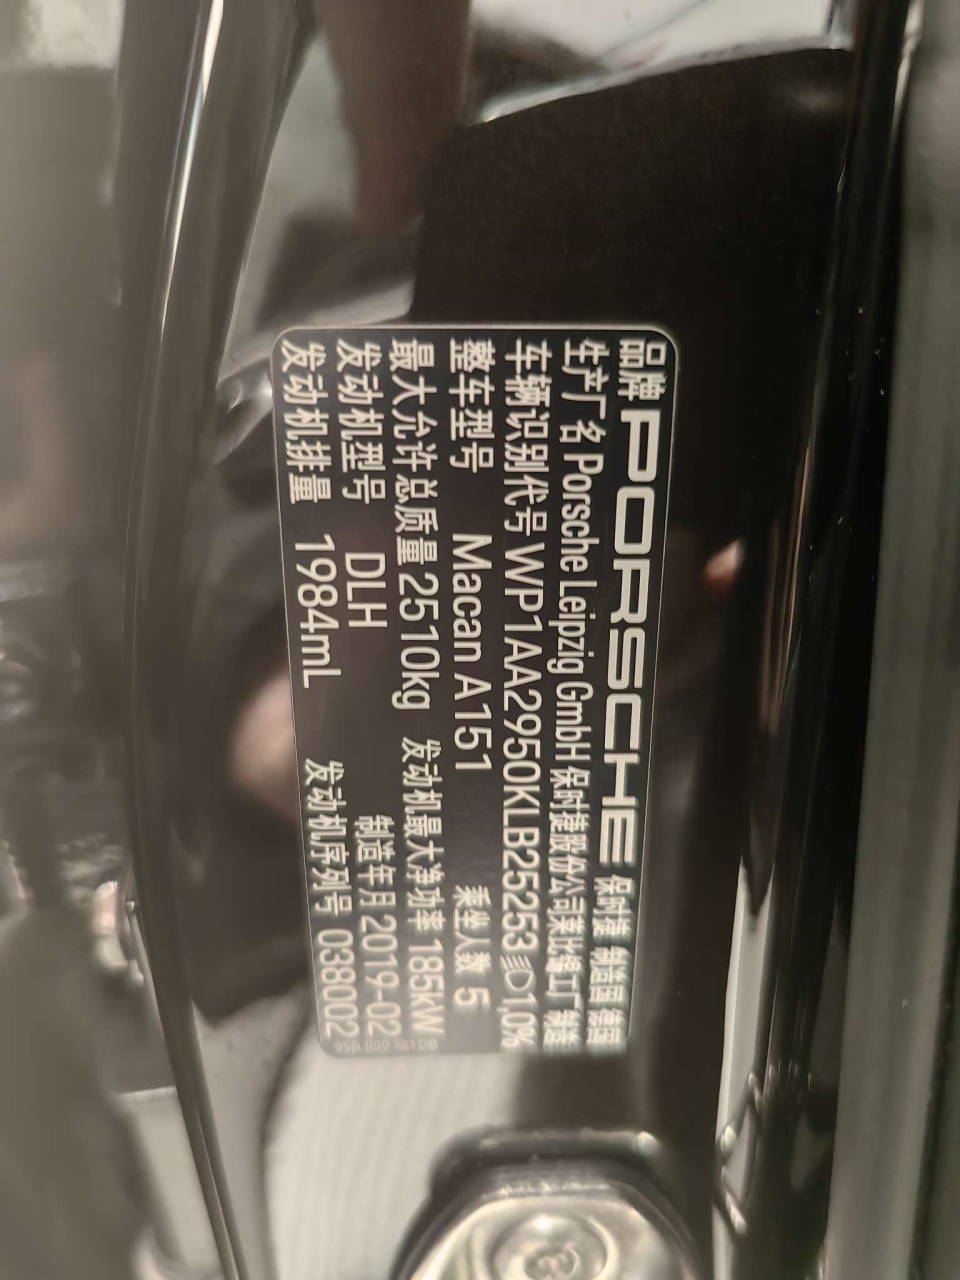 品牌 PORSCHE 保时捷 制造国 德国
生产厂名 Porsche Leipzig GmbH 保时捷股份公司莱比锡工厂制造
车辆识别代号 WP1AA2950KLB25253 1,0%
整车型号 Macan A151 乘坐人数 5
最大允许总质量 2510kg 发动机最大净功率 185kW
发动机型号 DLH 制造年月 2019-02
发动机排量 1984mL 发动机序列号 038002